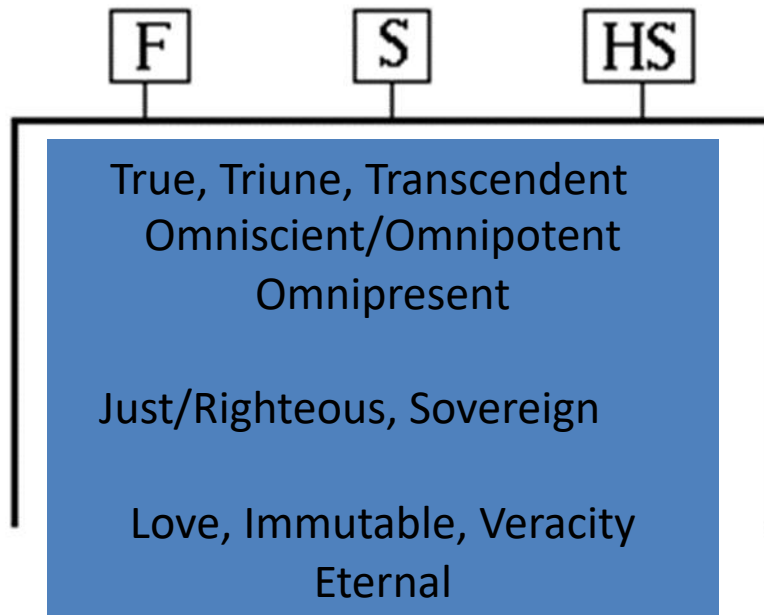 F S HS
True, Triune, Transcendent
Omniscient/Omnipotent
Omnipresent
Just/Righteous, Sovereign
Love, Immutable, Veracity
Eternal